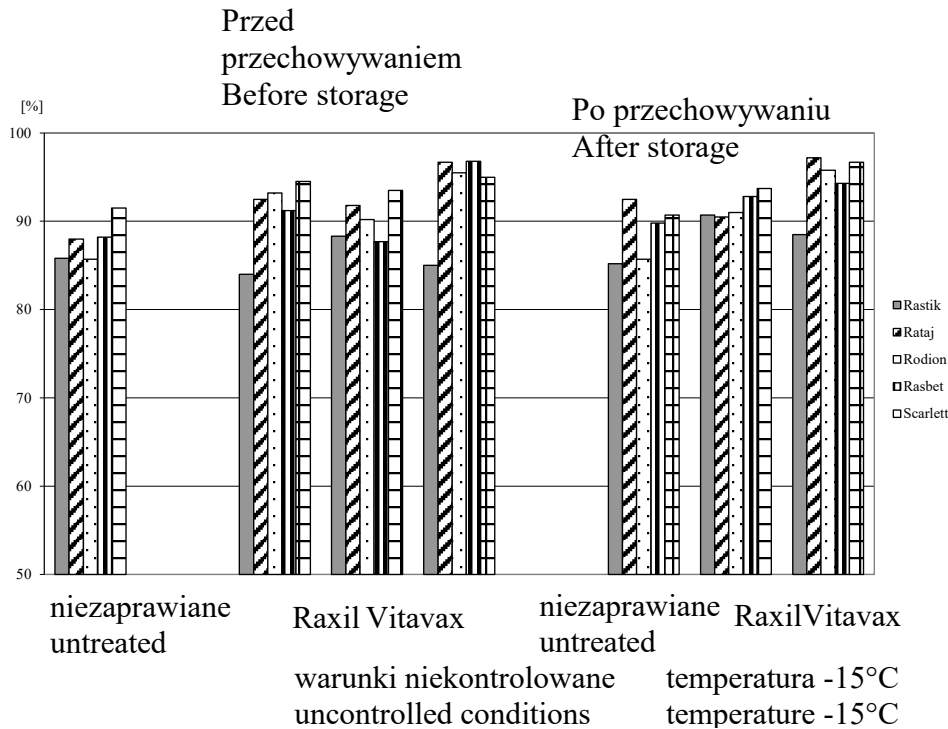 Przed
przechowywaniem
Before storage
Po przechowywaniu
After storage
[%]
100
90
80
70
60
50
Rastik
Rataj
Rodion
Rasbet
Scarlett
niezaprawiane
untreated
Raxil Vitavax
niezaprawiane
untreated
RaxilVitavax
warunki niekontrolowane
uncontrolled conditions
temperatura -15°C
temperature -15°C